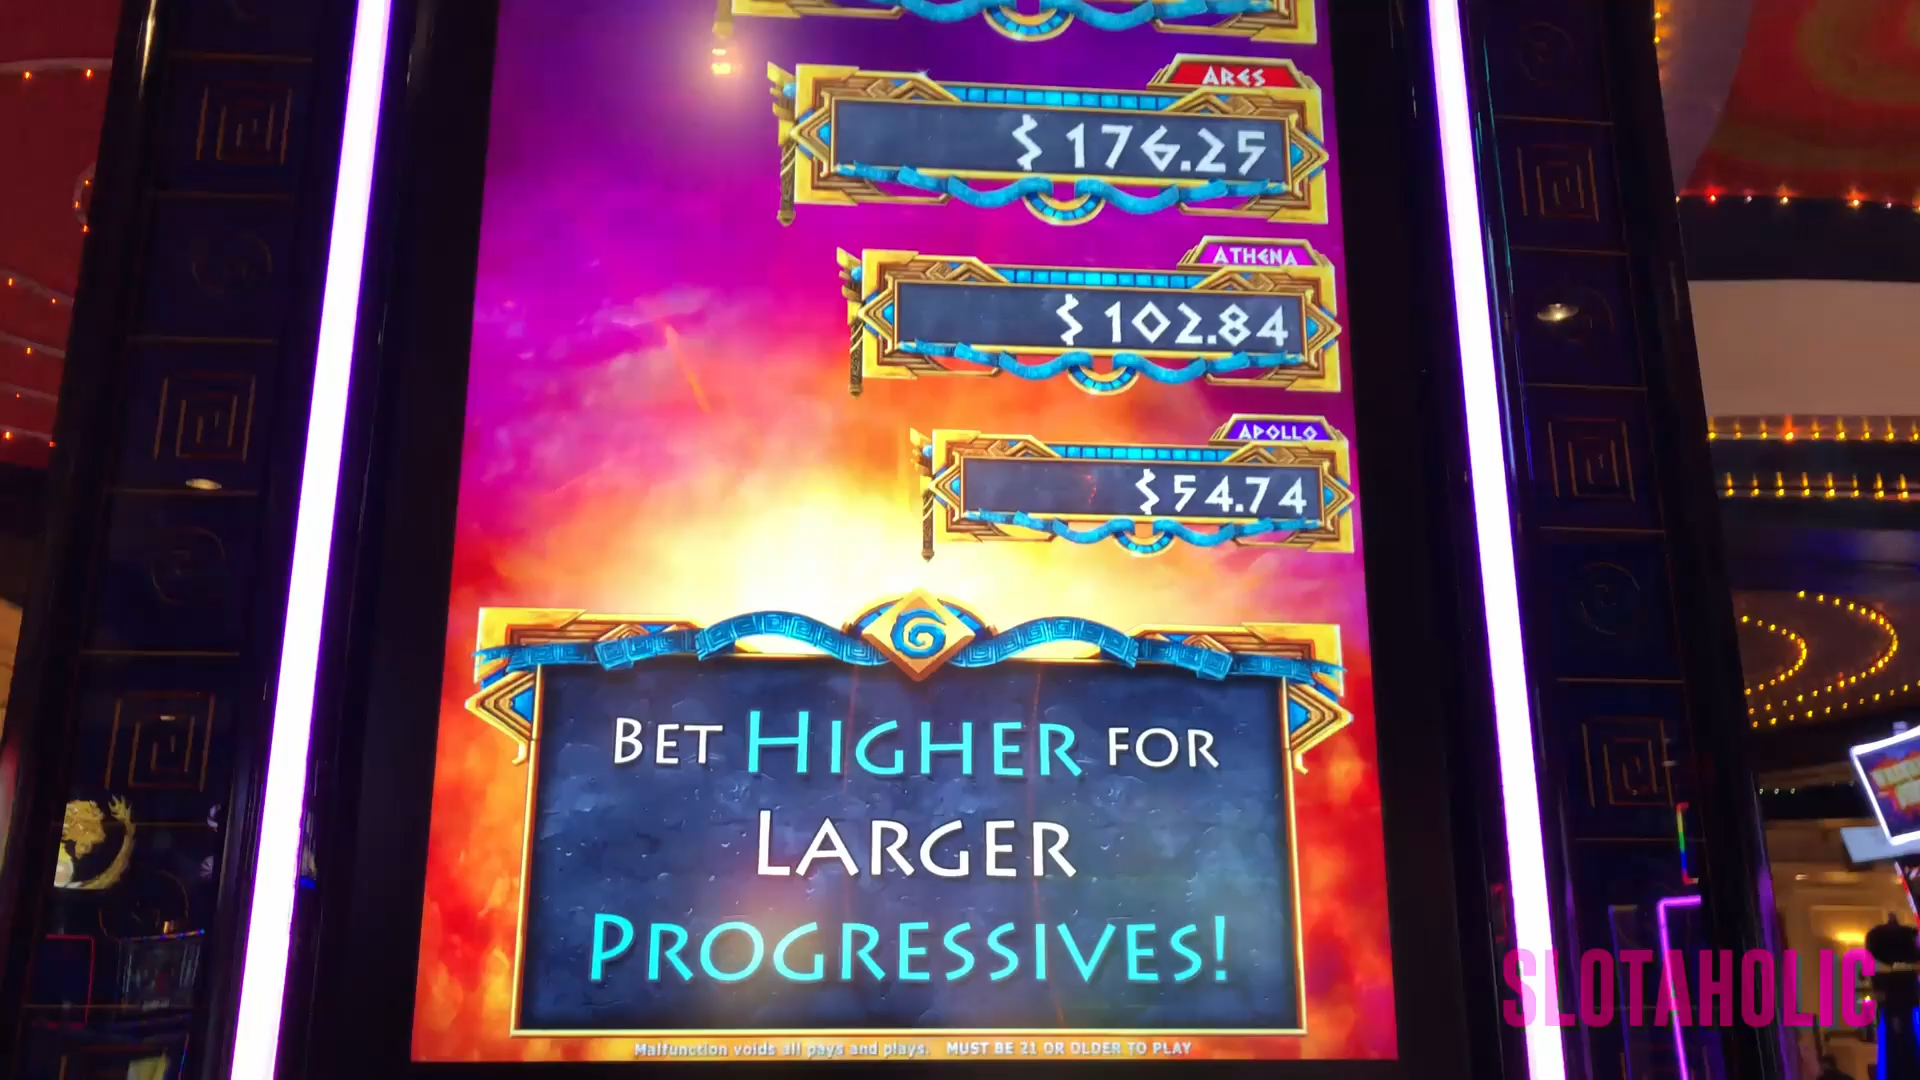 ARES
$176.25
ATHENA
$102.84
APOLLO
$54.74
BET HIGHER FOR
LARGER
PROGRESSIVES!
Malfunction voids all pays and plays. MUST BE 21 OR OLDER TO PLAY
SLOTAHOLIC